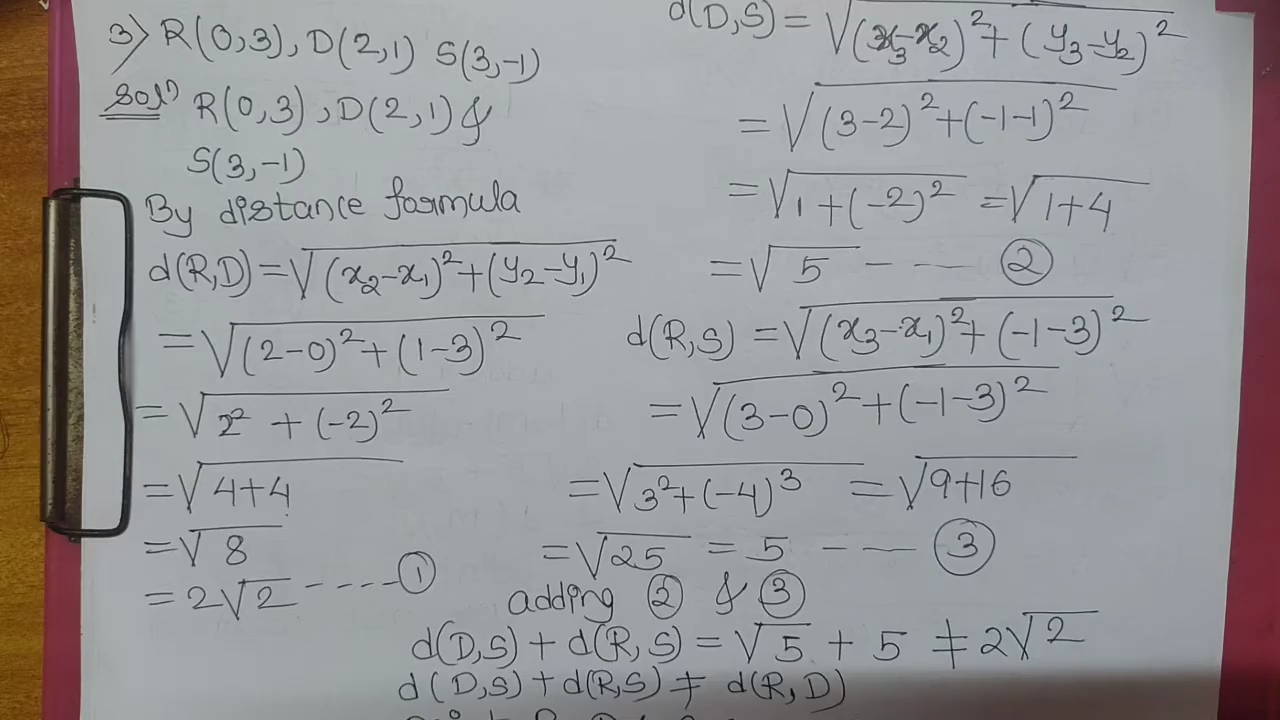 3) R(0,3), D(2,1) S(3,-1)
Solⁿ R(0,3), D(2,1) &
S(3,-1)
By distance formula
d(R,D) = √(x₂-x₁)²+(y₂-y₁)²
= √(2-0)²+(1-3)²
= √2² + (-2)²
= √4+4
= √8
= 2√2 ---- ①
d(D,S) = √(x₃-x₂)²+(y₃-y₂)²
= √(3-2)²+(-1-1)²
= √1+(-2)² = √1+4
= √5 - -- ②
d(R,S) = √(x₃-x₁)²+(-1-3)²
= √(3-0)²+(-1-3)²
= √3²+(-4)³ = √9+16
= √25 = 5 - -- ③
adding ② & ③
d(D,S) + d(R,S) = √5 + 5 ≠ 2√2
d(D,S) + d(R,S) ≠ d(R,D)